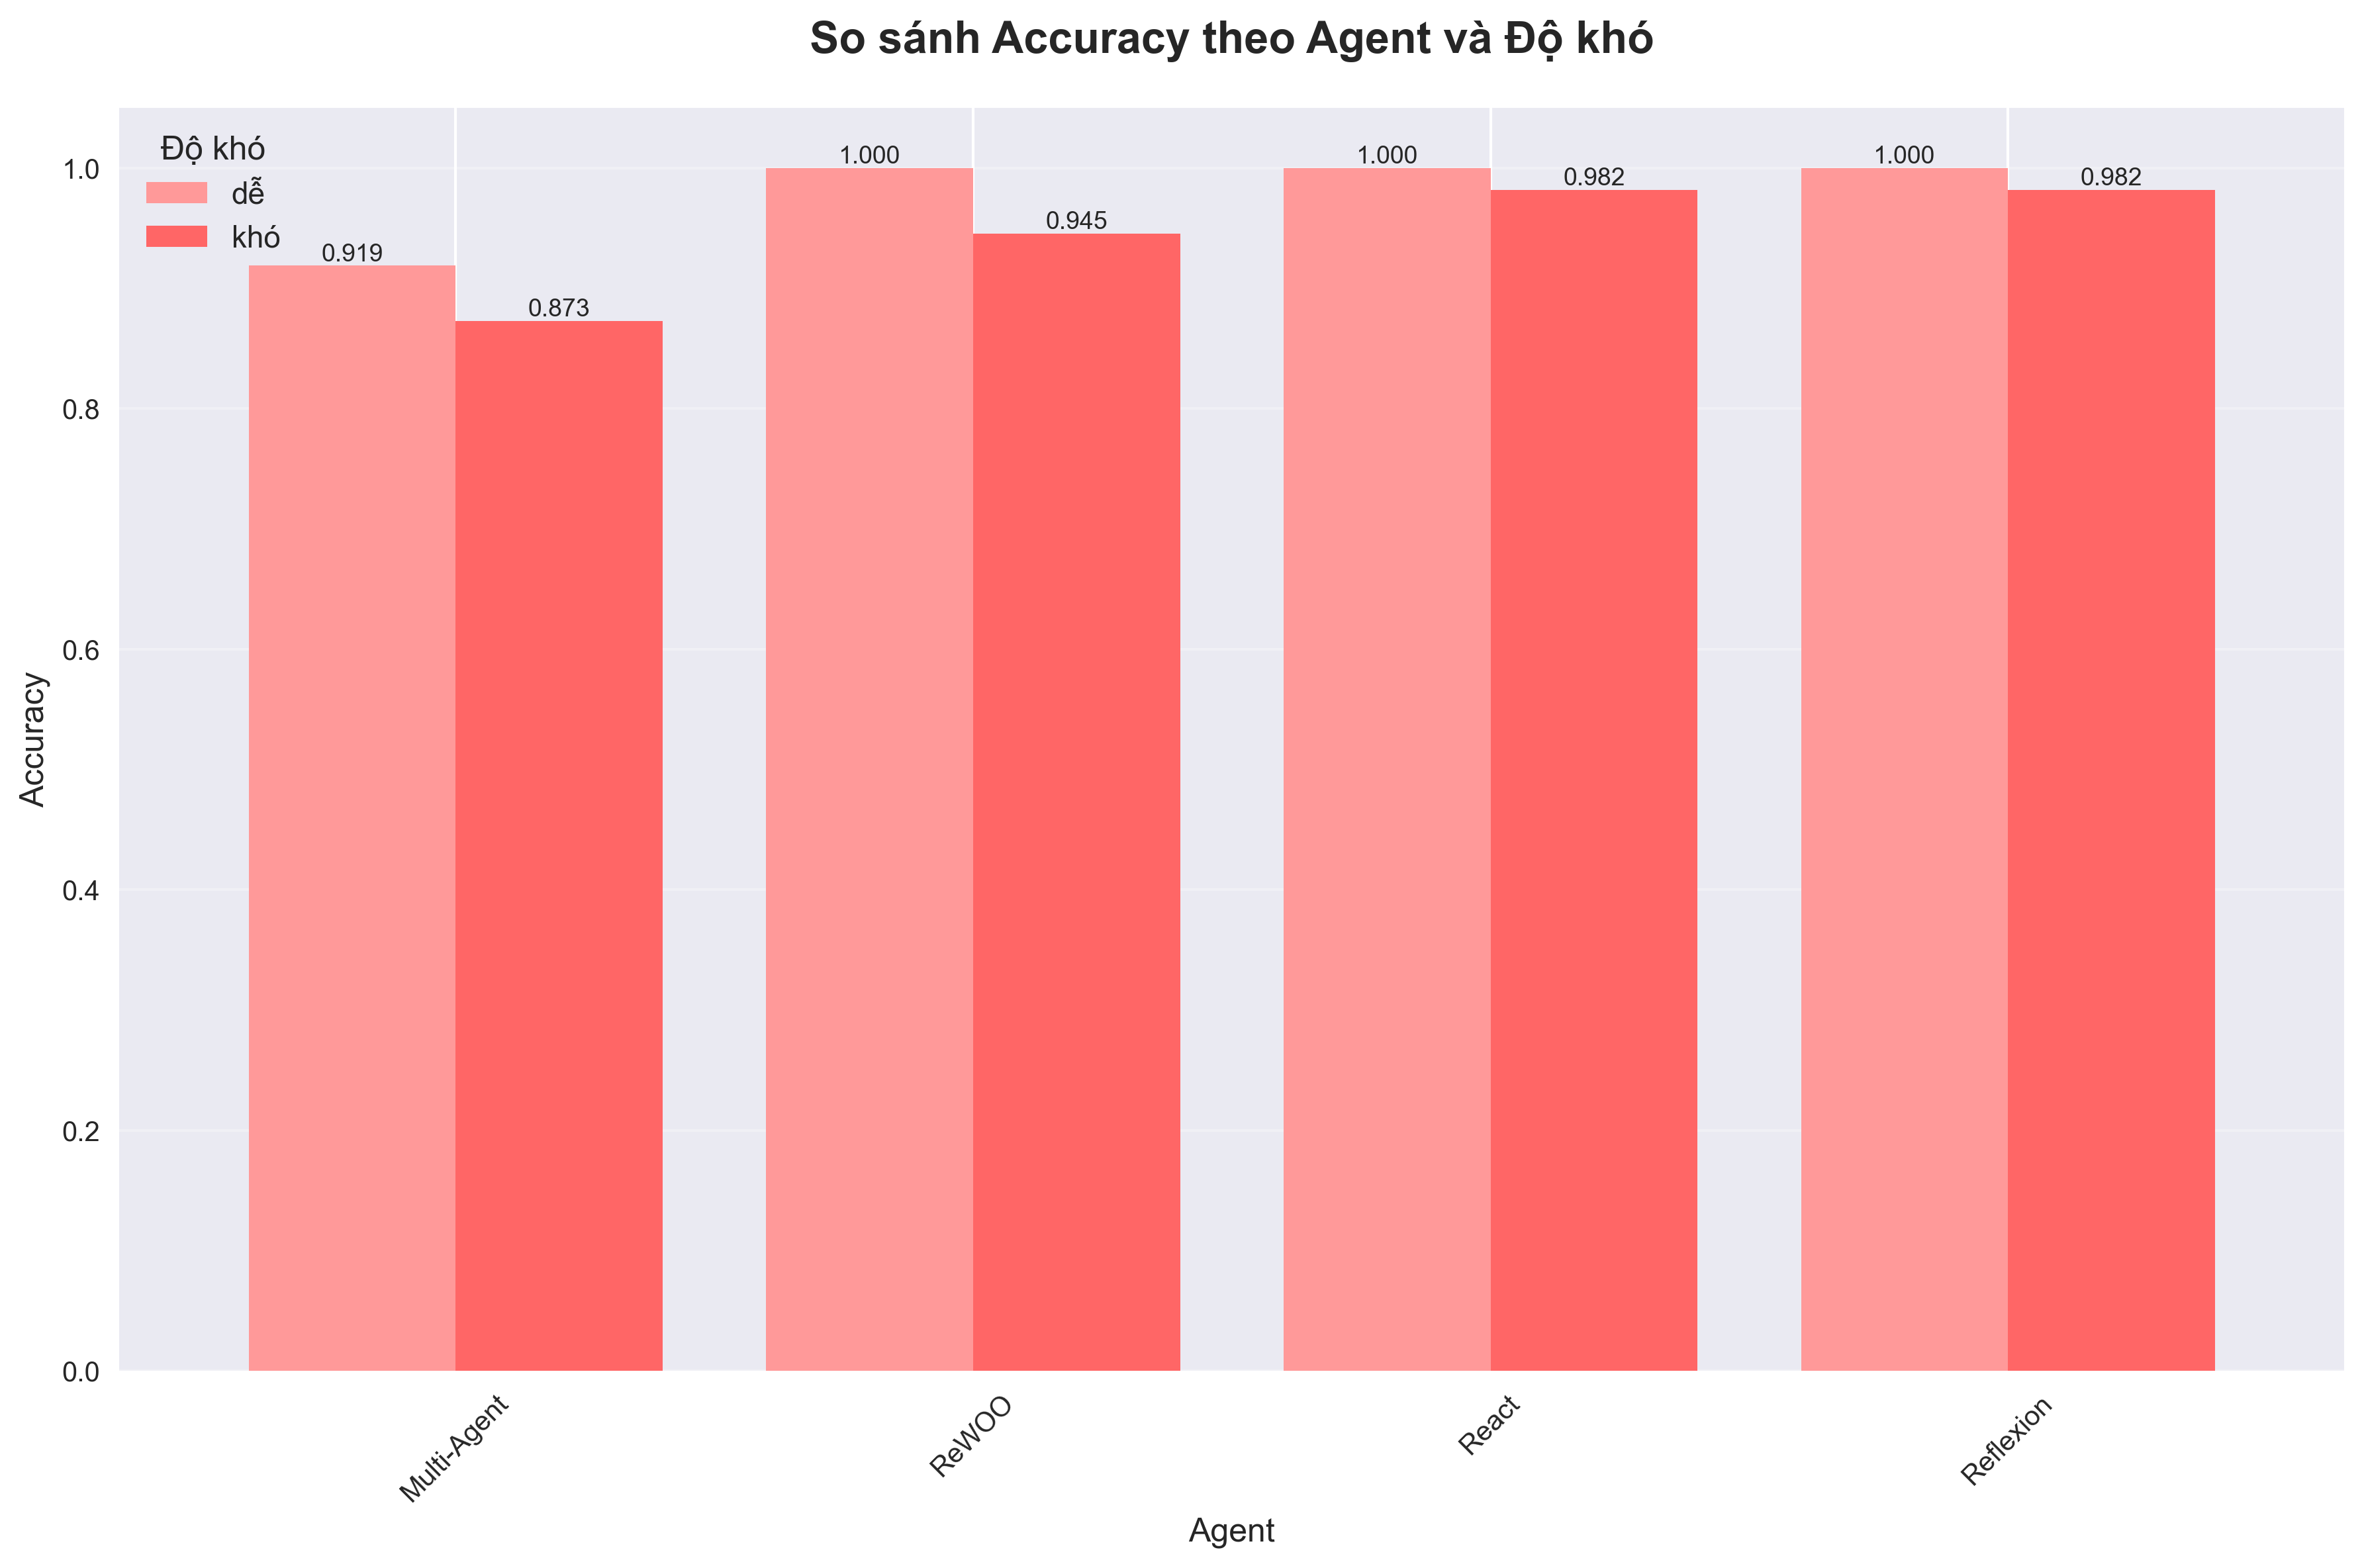 So sánh Accuracy theo Agent và Độ khó
Độ khó
dễ
khó
0.919
0.873
1.000
0.945
1.000
0.982
1.000
0.982
1.0
0.8
0.6
0.4
0.2
0.0
Accuracy
Multi-Agent
ReWOO
React
Reflexion
Agent